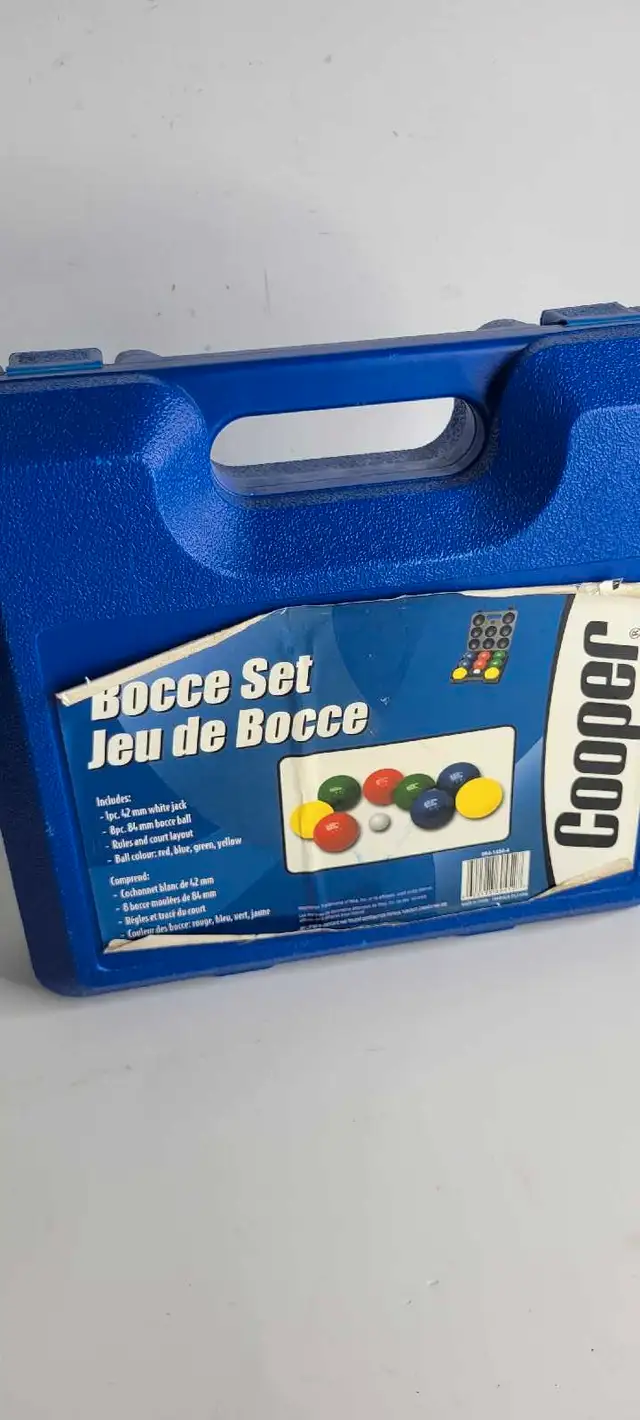 Bocce Set
Jeu de Bocce
Includes:
- 1pc. 42 mm white jack
- 8pc. 84 mm bocce ball
- Rules and court layout
- Ball colour: red, blue, green, yellow
Comprend:
- Cochonnet blanc de 42 mm
- 8 bocce moulées de 84 mm
- Règles et tracé du court
- Couleur des bocce: rouge, bleu, vert, jaune
Cooper®